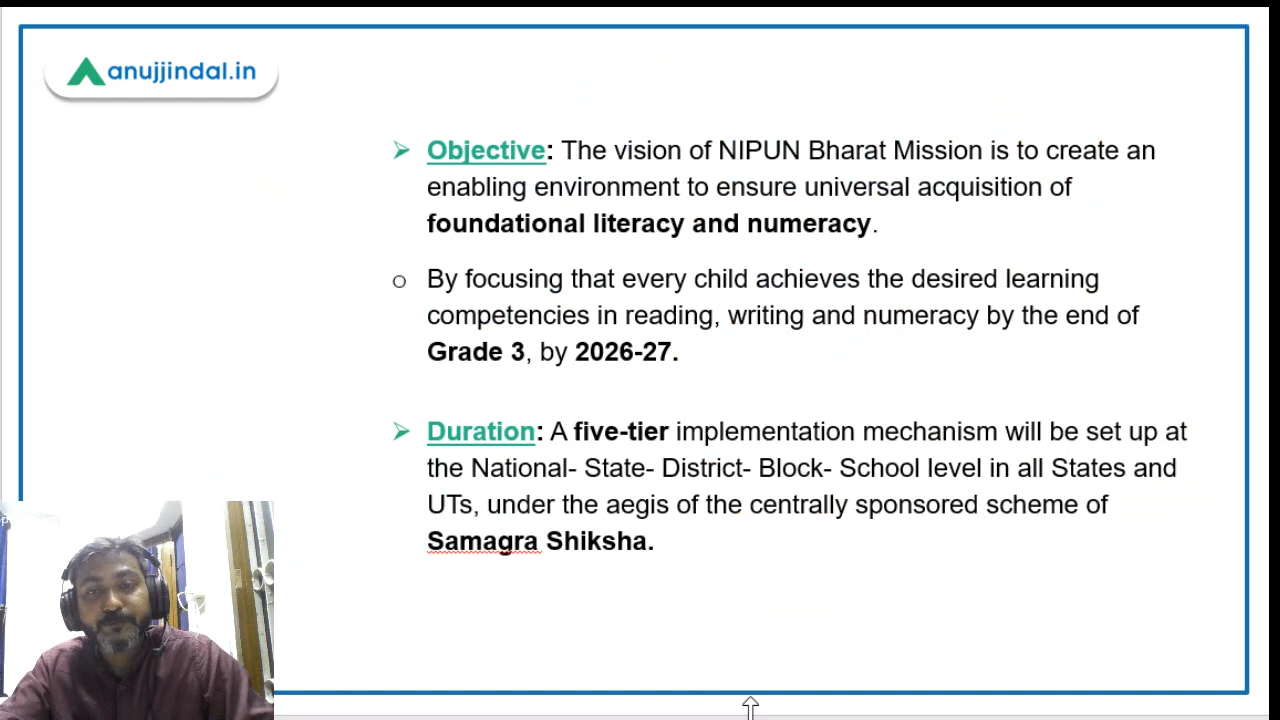 anujjindal.in
➢ Objective: The vision of NIPUN Bharat Mission is to create an
enabling environment to ensure universal acquisition of
foundational literacy and numeracy.
o By focusing that every child achieves the desired learning
competencies in reading, writing and numeracy by the end of
Grade 3, by 2026-27.
➢ Duration: A five-tier implementation mechanism will be set up at
the National- State- District- Block- School level in all States and
UTs, under the aegis of the centrally sponsored scheme of
Samagra Shiksha.